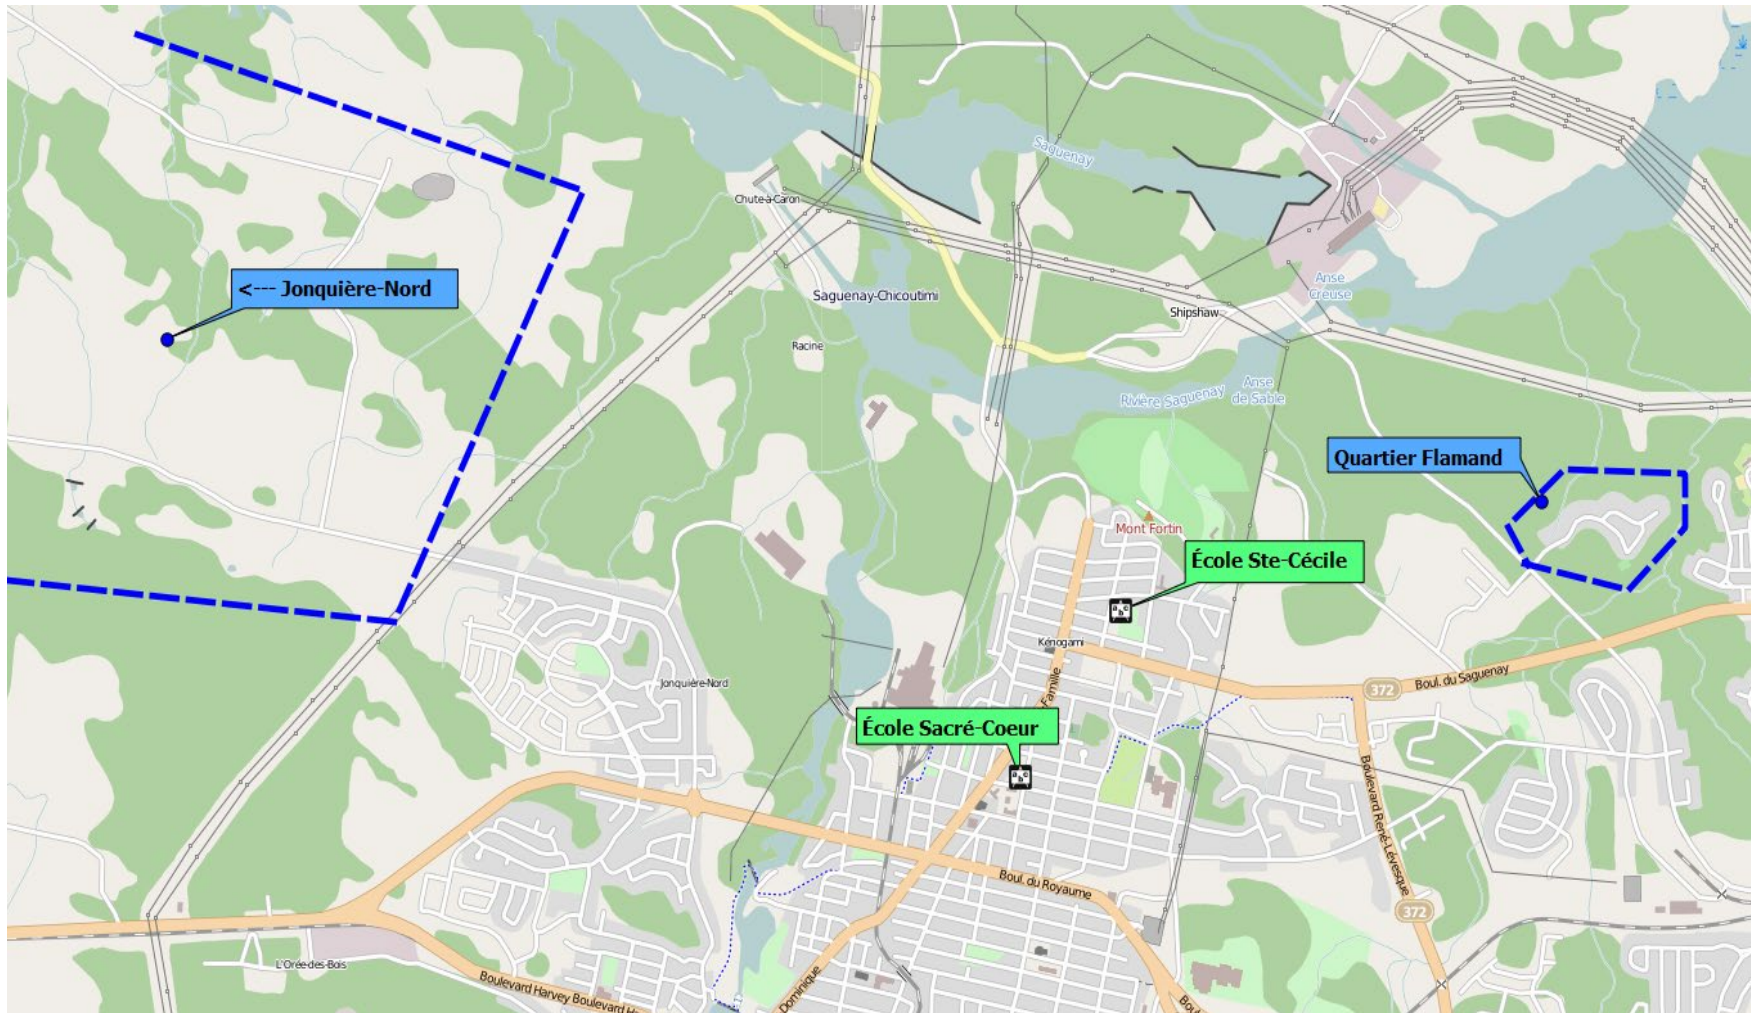 Saguenay
Chute-à-Caron
<--- Jonquière-Nord
Saguenay-Chicoutimi
Anse
Creuse
Shipshaw
Racine
Rivière Saguenay
Anse
de Sable
Quartier Flamand
Mont Fortin
École Ste-Cécile
a b c
Kénogami
-Famille
Jonquière-Nord
372
Boul. du Saguenay
École Sacré-Coeur
a b c
Boulevard René-Lévesque
Boul. du Royaume
372
L'Orée-des-Bois
Boulevard Harvey Boulevard H
Dominique
Boul